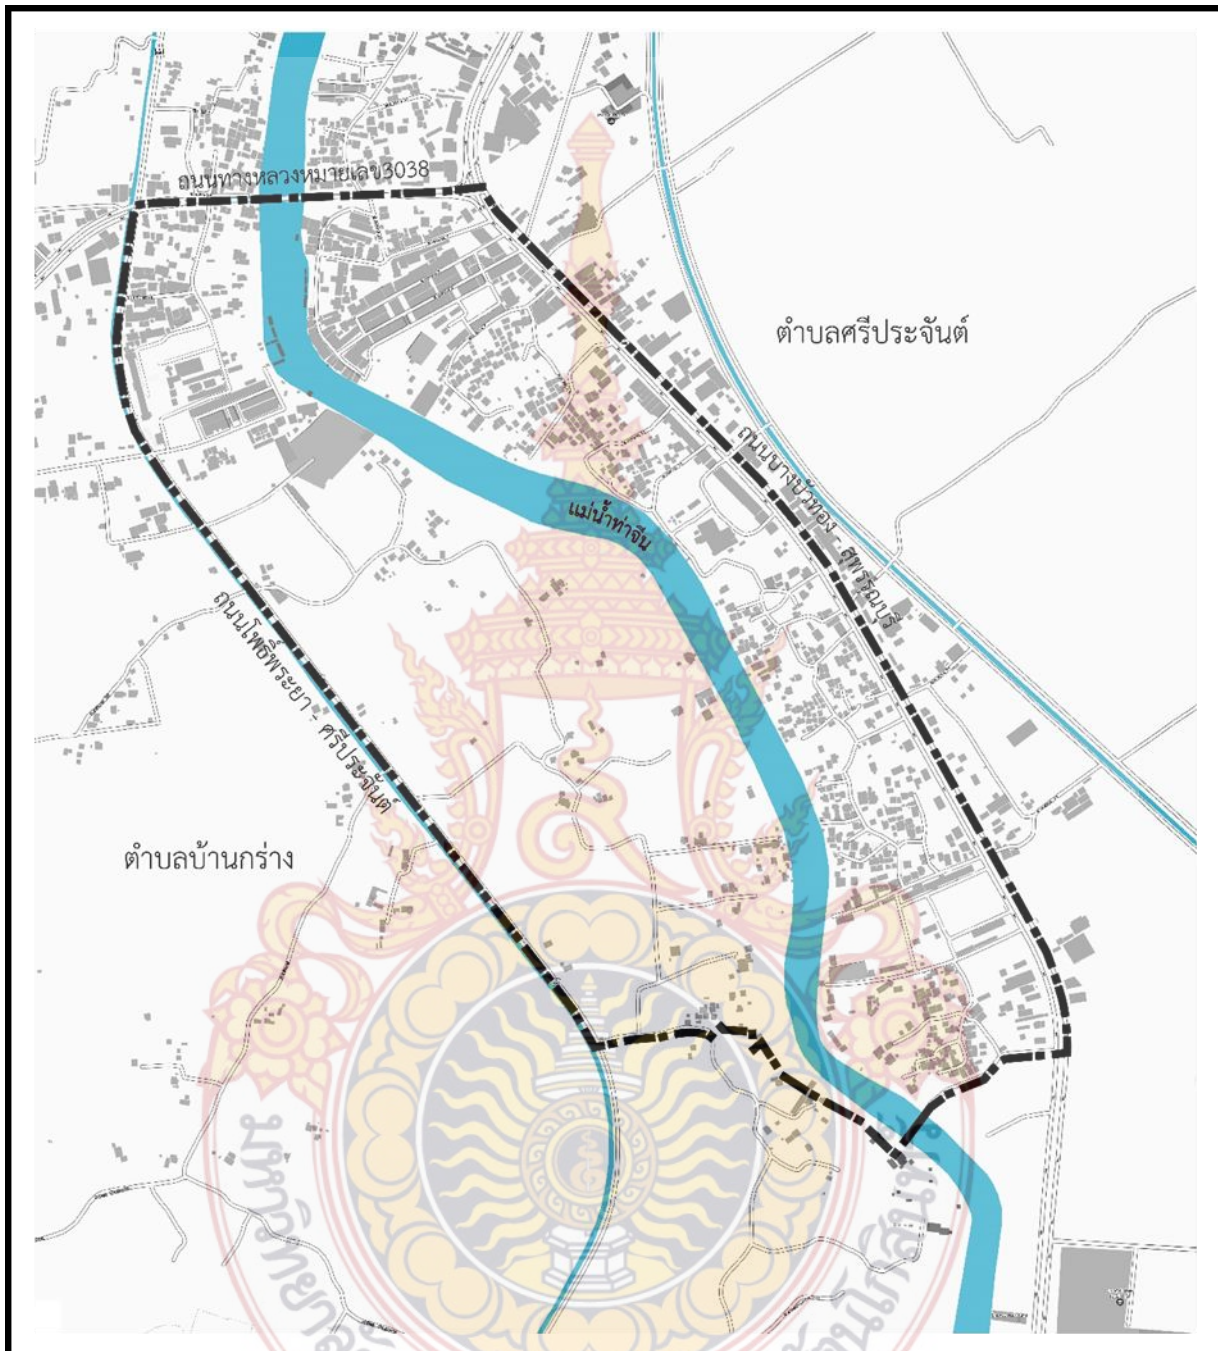 ถนนทางหลวงหมายเลข3038
ตำบลศรีประจันต์
ถนนบางบัวทอง - สุพรรณบุรี
แม่น้ำท่าจีน
ถนนโพธิ์พระยา - ศรีประจันต์
ตำบลบ้านกร่าง